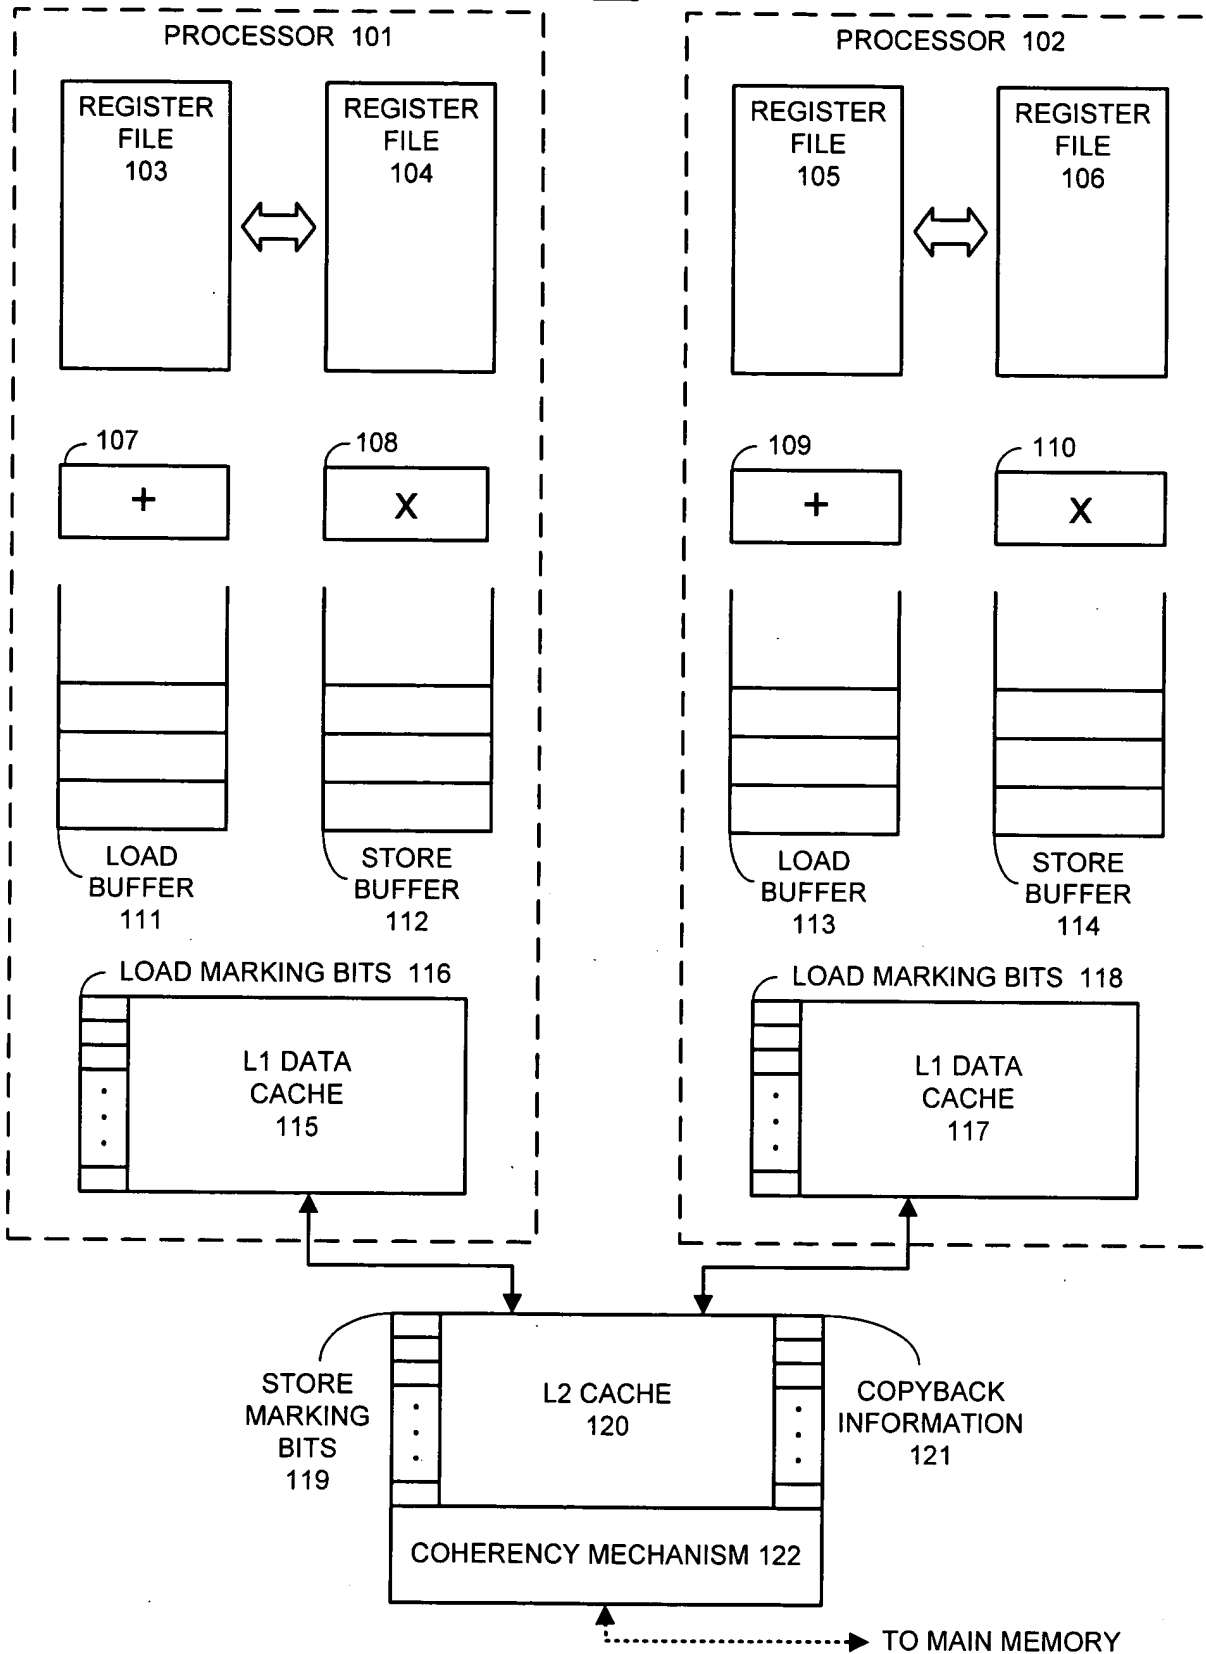 PROCESSOR 101
REGISTER
FILE
103
REGISTER
FILE
104
107
+
108
X
LOAD
BUFFER
111
STORE
BUFFER
112
LOAD MARKING BITS 116
L1 DATA
CACHE
115
PROCESSOR 102
REGISTER
FILE
105
REGISTER
FILE
106
109
+
110
X
LOAD
BUFFER
113
STORE
BUFFER
114
LOAD MARKING BITS 118
L1 DATA
CACHE
117
STORE
MARKING
BITS
119
L2 CACHE
120
COPYBACK
INFORMATION
121
COHERENCY MECHANISM 122
TO MAIN MEMORY